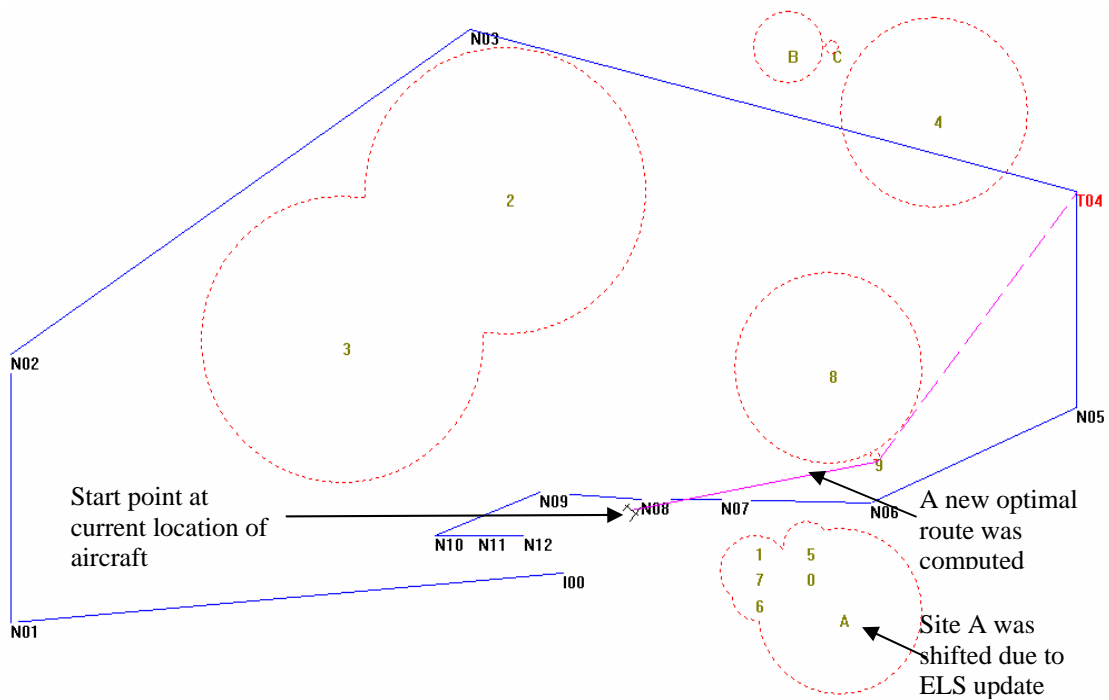 N03
B
C
4
2
T04
3
N02
8
N05
9
Start point at
current location of
aircraft
N09
N08
N07
N06
A new optimal
route was
computed
N10 N11 N12
1 5
7 0
6
I00
A
N01
Site A was
shifted due to
ELS update